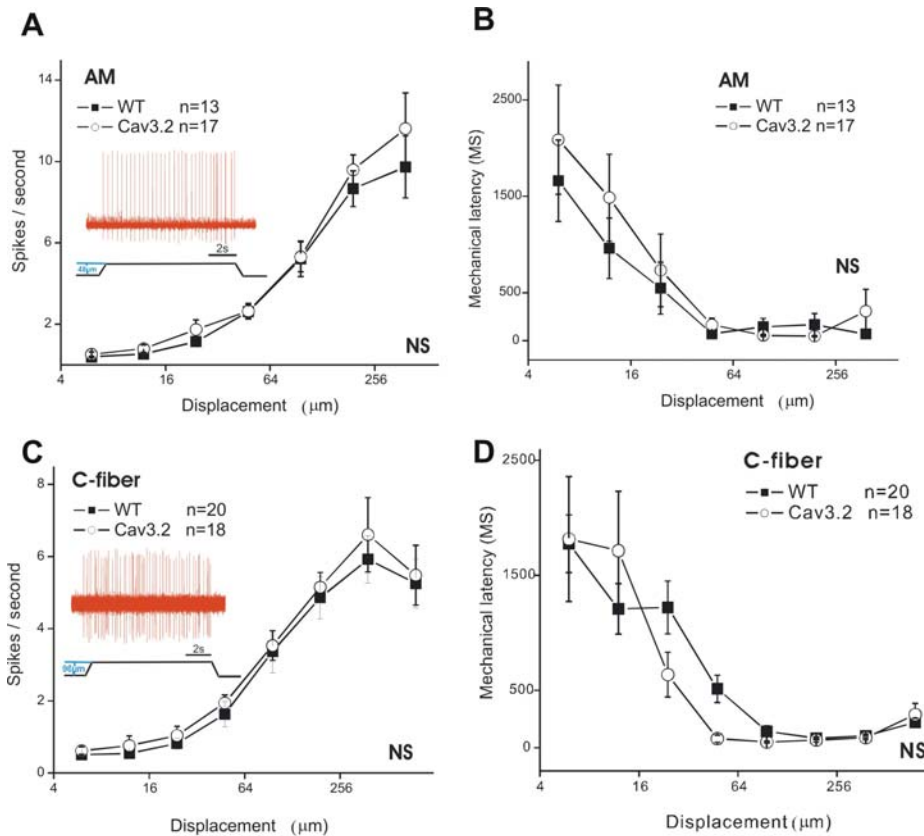 A
AM
WT n=13
Cav3.2 n=17
14
10
6
2
Spikes / second
2s
48μm
NS
4 16 64 256
Displacement (μm)
B
AM
WT n=13
Cav3.2 n=17
2500
1500
500
0
Mechanical latency (MS)
NS
4 16 64 256
Displacement (μm)
C
C-fiber
WT n=20
Cav3.2 n=18
8
6
4
2
0
Spikes / second
2s
96μm
NS
4 16 64 256
Displacement (μm)
D
C-fiber
WT n=20
Cav3.2 n=18
2500
1500
500
0
Mechanical latency (MS)
NS
4 16 64 256
Displacement (μm)